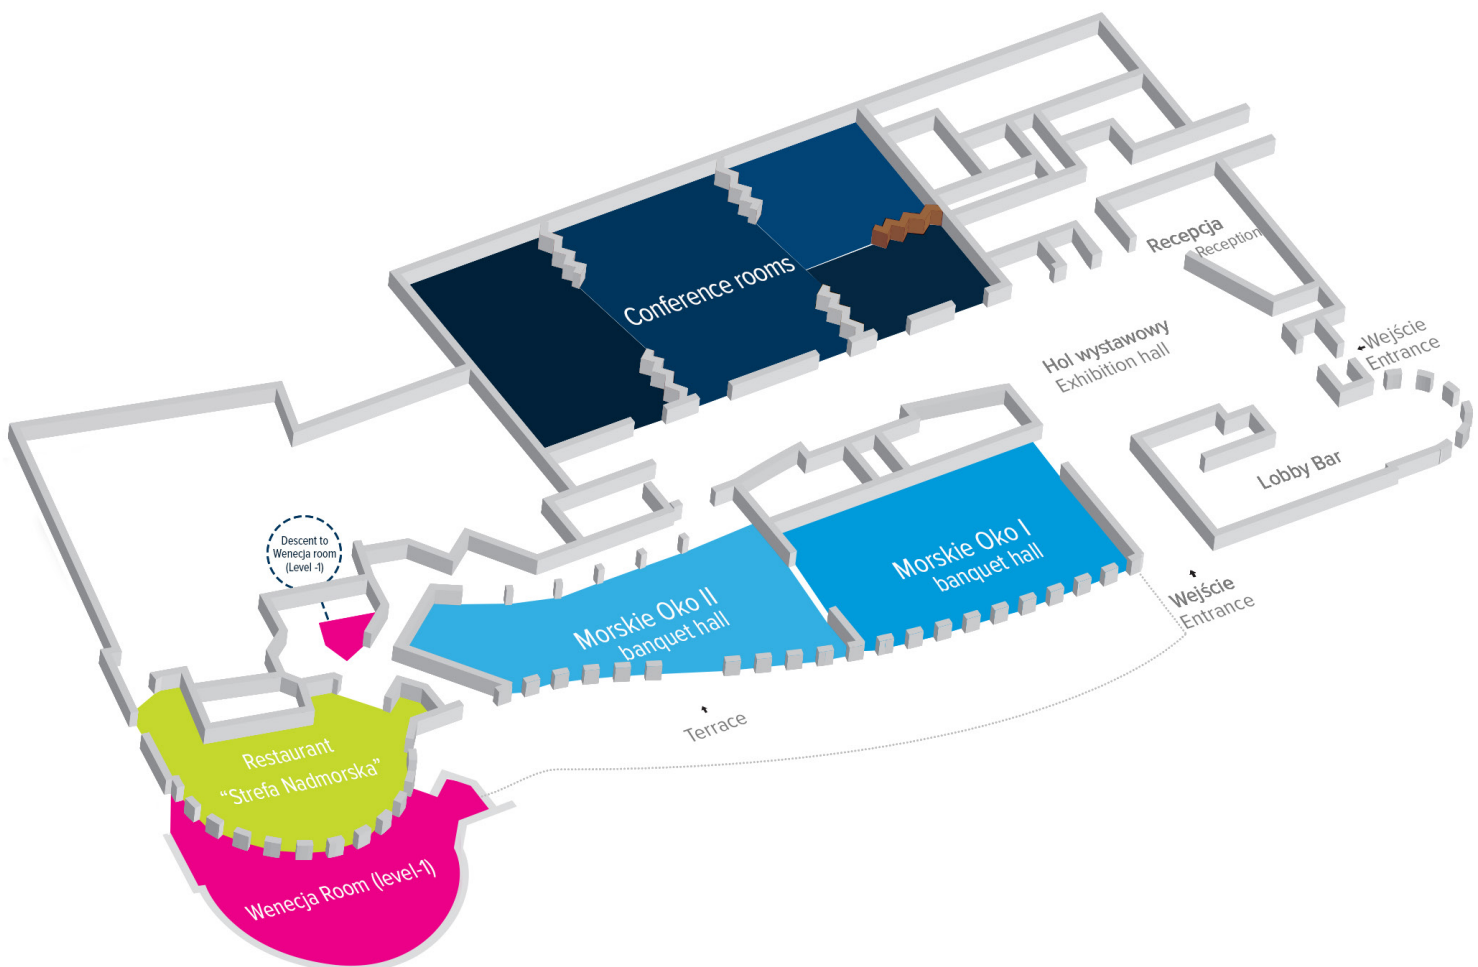 Recepcja
Reception
Conference rooms
Wejście
Entrance
Hol wystawowy
Exhibition hall
Lobby Bar
Descent to
Wenecja room
(Level -1)
Morskie Oko I
banquet hall
Morskie Oko II
banquet hall
Wejście
Entrance
Terrace
Restaurant
“Strefa Nadmorska”
Wenecja Room (level-1)